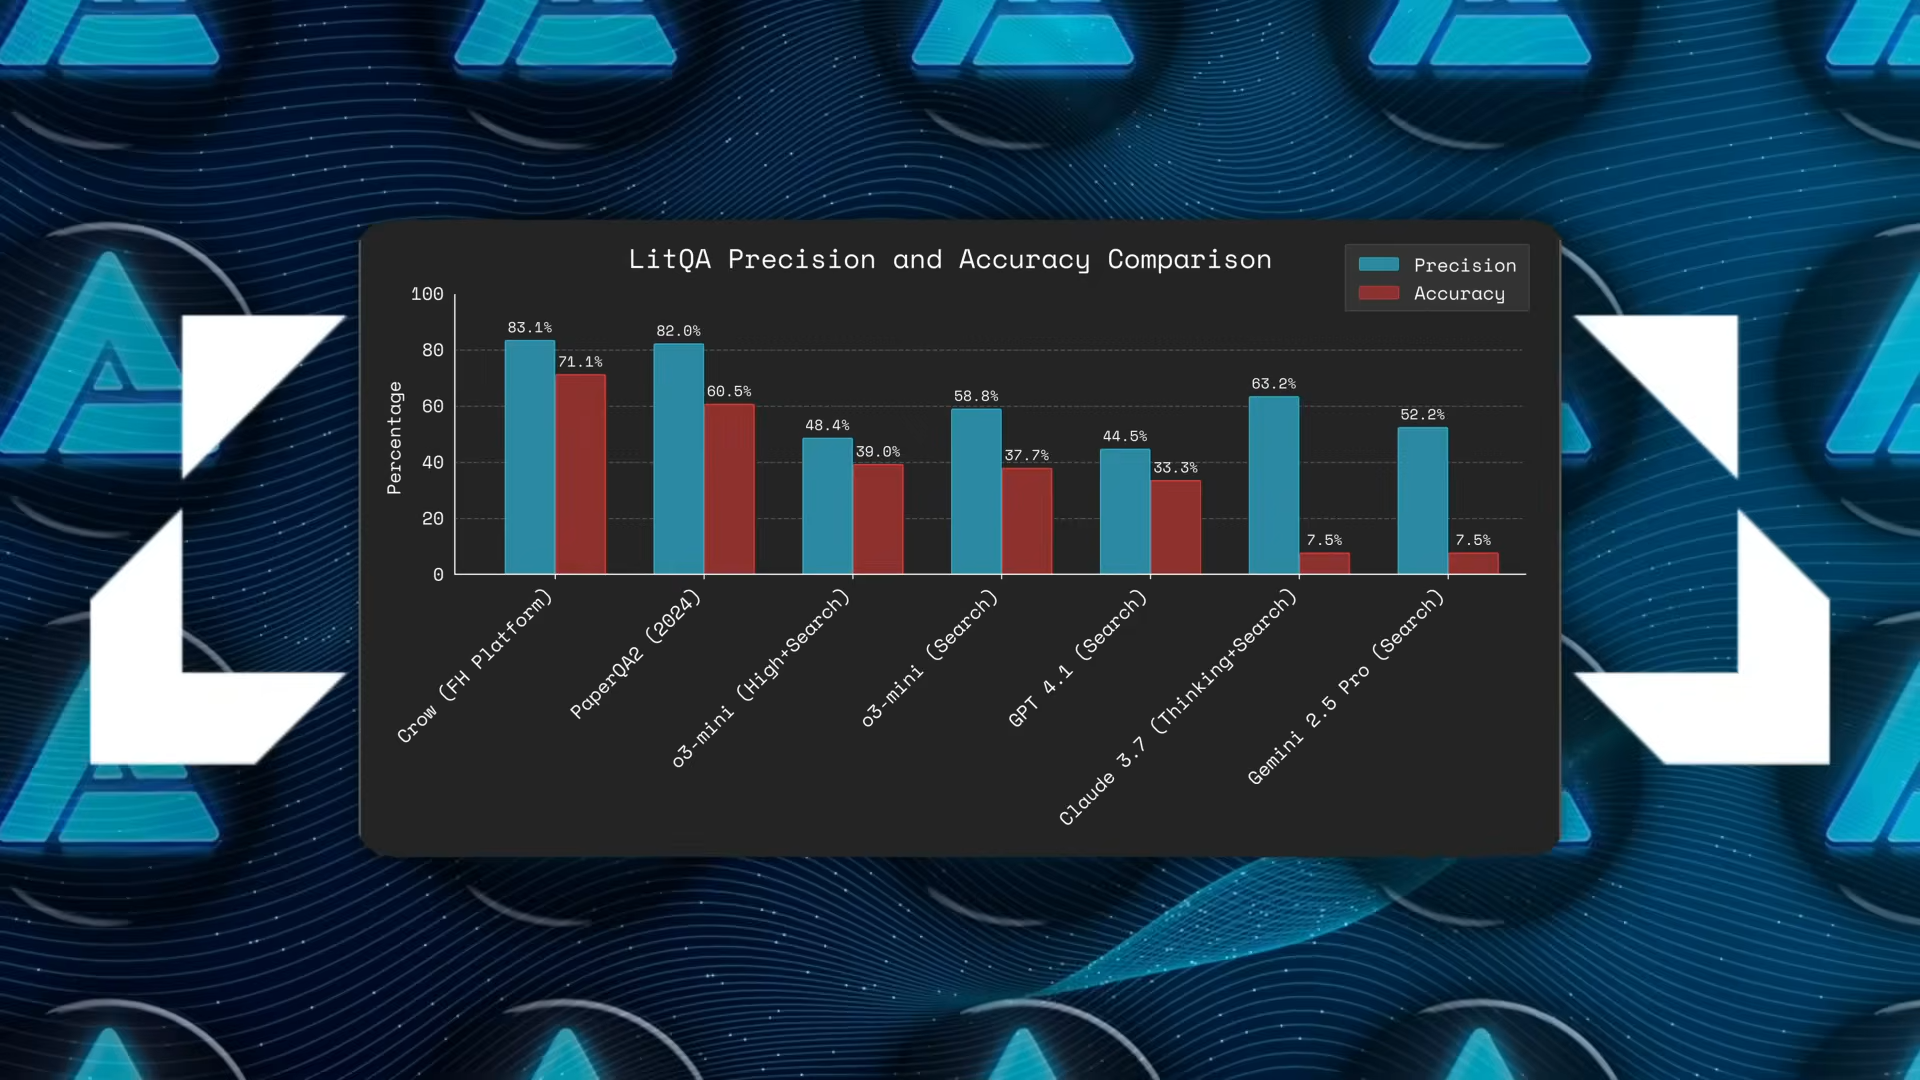 LitQA Precision and Accuracy Comparison
Precision
Accuracy
Percentage
100
80
60
40
20
0
83.1%
71.1%
82.0%
60.5%
48.4%
39.0%
58.8%
37.7%
44.5%
33.3%
63.2%
7.5%
52.2%
7.5%
Crow (FH Platform)
PaperQA2 (2024)
o3-mini (High+Search)
o3-mini (Search)
GPT 4.1 (Search)
Claude 3.7 (Thinking+Search)
Gemini 2.5 Pro (Search)